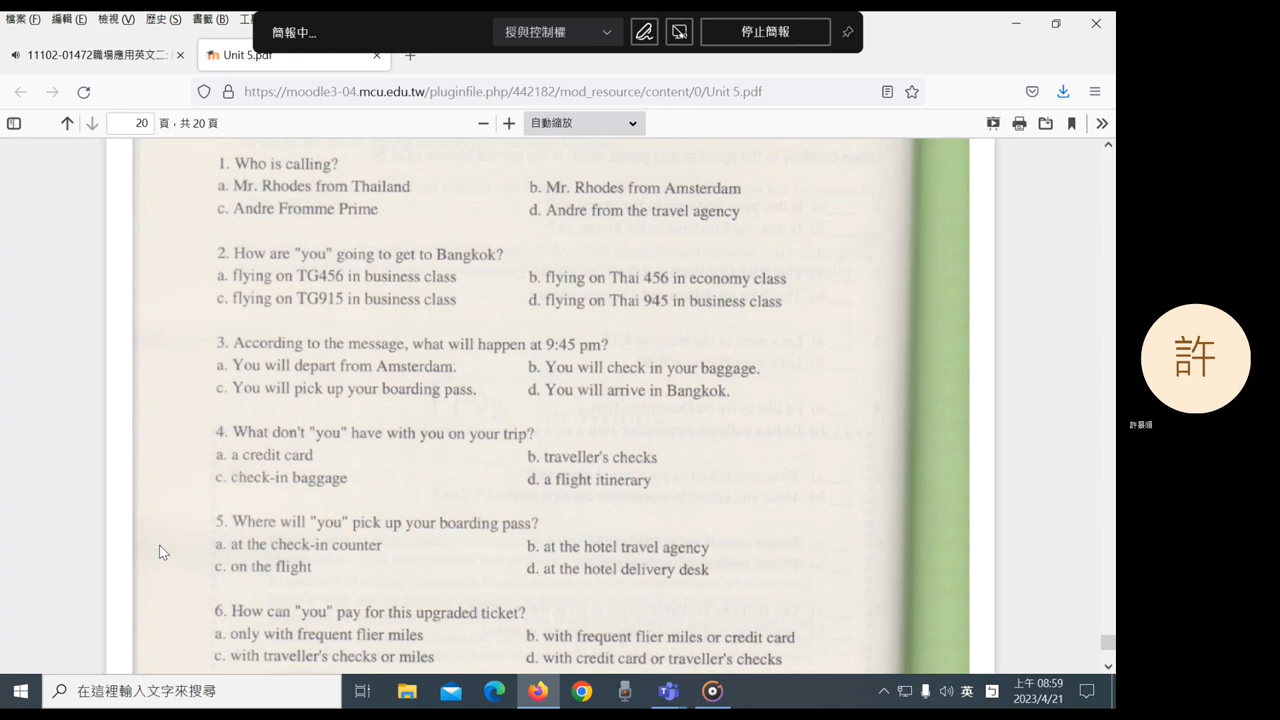 檔案 (F) 編輯 (E) 檢視 (V) 歷史 (S) 書籤 (B)
簡報中...
授與控制權
停止簡報
11102-01472職場應用英文二
Unit 5.pdf
https://moodle3-04.mcu.edu.tw/pluginfile.php/442182/mod_resource/content/0/Unit 5.pdf
20 頁，共 20 頁
自動縮放
1. Who is calling?
a. Mr. Rhodes from Thailand b. Mr. Rhodes from Amsterdam
c. Andre Fromme Prime d. Andre from the travel agency
2. How are "you" going to get to Bangkok?
a. flying on TG456 in business class b. flying on Thai 456 in economy class
c. flying on TG915 in business class d. flying on Thai 945 in business class
3. According to the message, what will happen at 9:45 pm?
a. You will depart from Amsterdam. b. You will check in your baggage.
c. You will pick up your boarding pass. d. You will arrive in Bangkok.
4. What don't "you" have with you on your trip?
a. a credit card b. traveller's checks
c. check-in baggage d. a flight itinerary
5. Where will "you" pick up your boarding pass?
a. at the check-in counter b. at the hotel travel agency
c. on the flight d. at the hotel delivery desk
6. How can "you" pay for this upgraded ticket?
a. only with frequent flier miles b. with frequent flier miles or credit card
c. with traveller's checks or miles d. with credit card or traveller's checks
許
許景順
在這裡輸入文字來搜尋
英
上午 08:59
2023/4/21